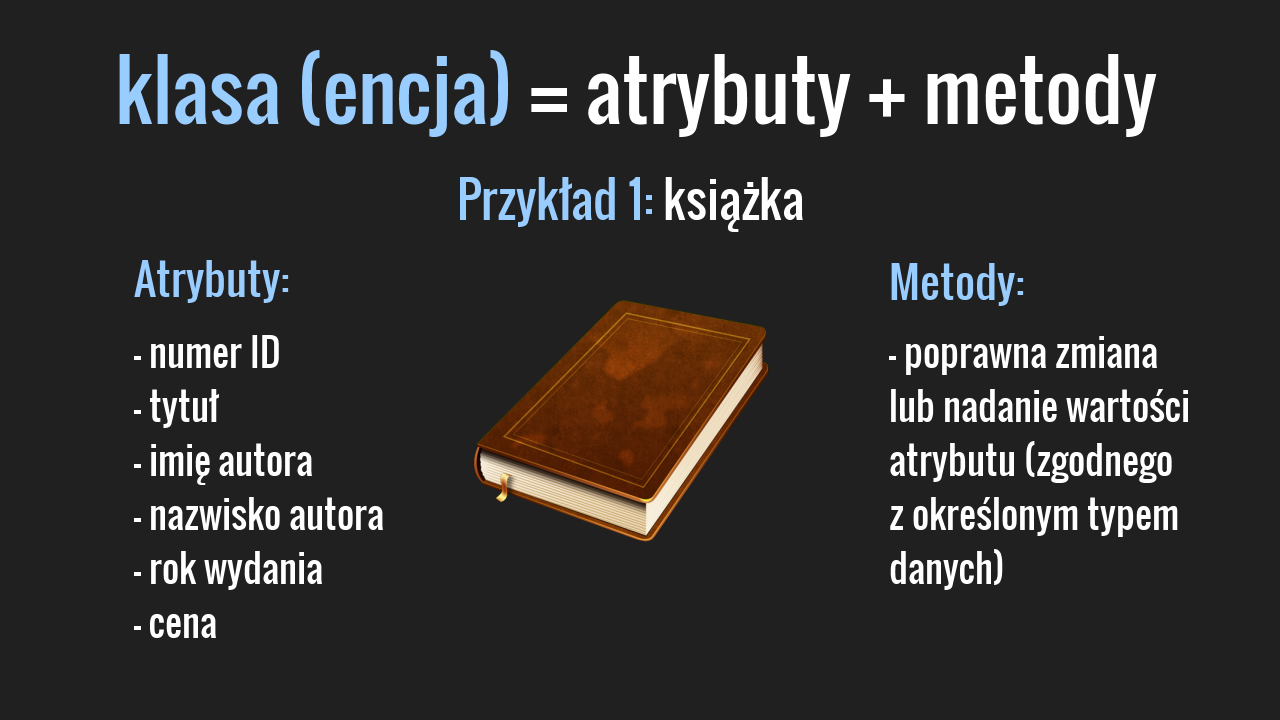 klasa (encja) = atrybuty + metody
Przykład 1: książka
Atrybuty:
- numer ID
- tytuł
- imię autora
- nazwisko autora
- rok wydania
- cena
Metody:
- poprawna zmiana
lub nadanie wartości
atrybutu (zgodnego
z określonym typem
danych)